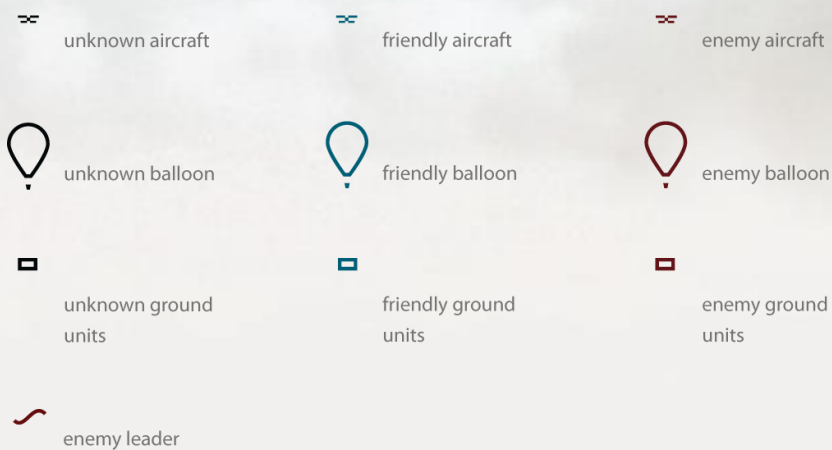 unknown aircraft
friendly aircraft
enemy aircraft
unknown balloon
friendly balloon
enemy balloon
unknown ground
units
friendly ground
units
enemy ground
units
enemy leader